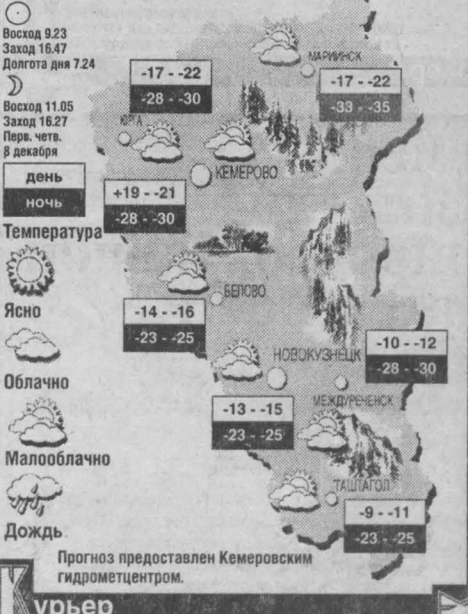 Восход 9.23
Заход 16.47
Долгота дня 7.24
Восход 11.05
Заход 16.27
Перв. четв.
8 декабря
день
ночь
Температура
Ясно
Облачно
Малооблачно
Дождь
МАРИИНСК
-17 - -22
-33 - -35
-17 - -22
-28 - -30
ЮРГА
КЕМЕРОВО
+19 - -21
-28 - -30
БЕЛОВО
-14 - -16
-23 - -25
НОВОКУЗНЕЦК
-13 - -15
-23 - -25
-10 - -12
-28 - -30
МЕЖДУРЕЧЕНСК
ТАШТАГОЛ
-9 - -11
-23 - -25
Прогноз предоставлен Кемеровским
гидрометцентром.
Курьер